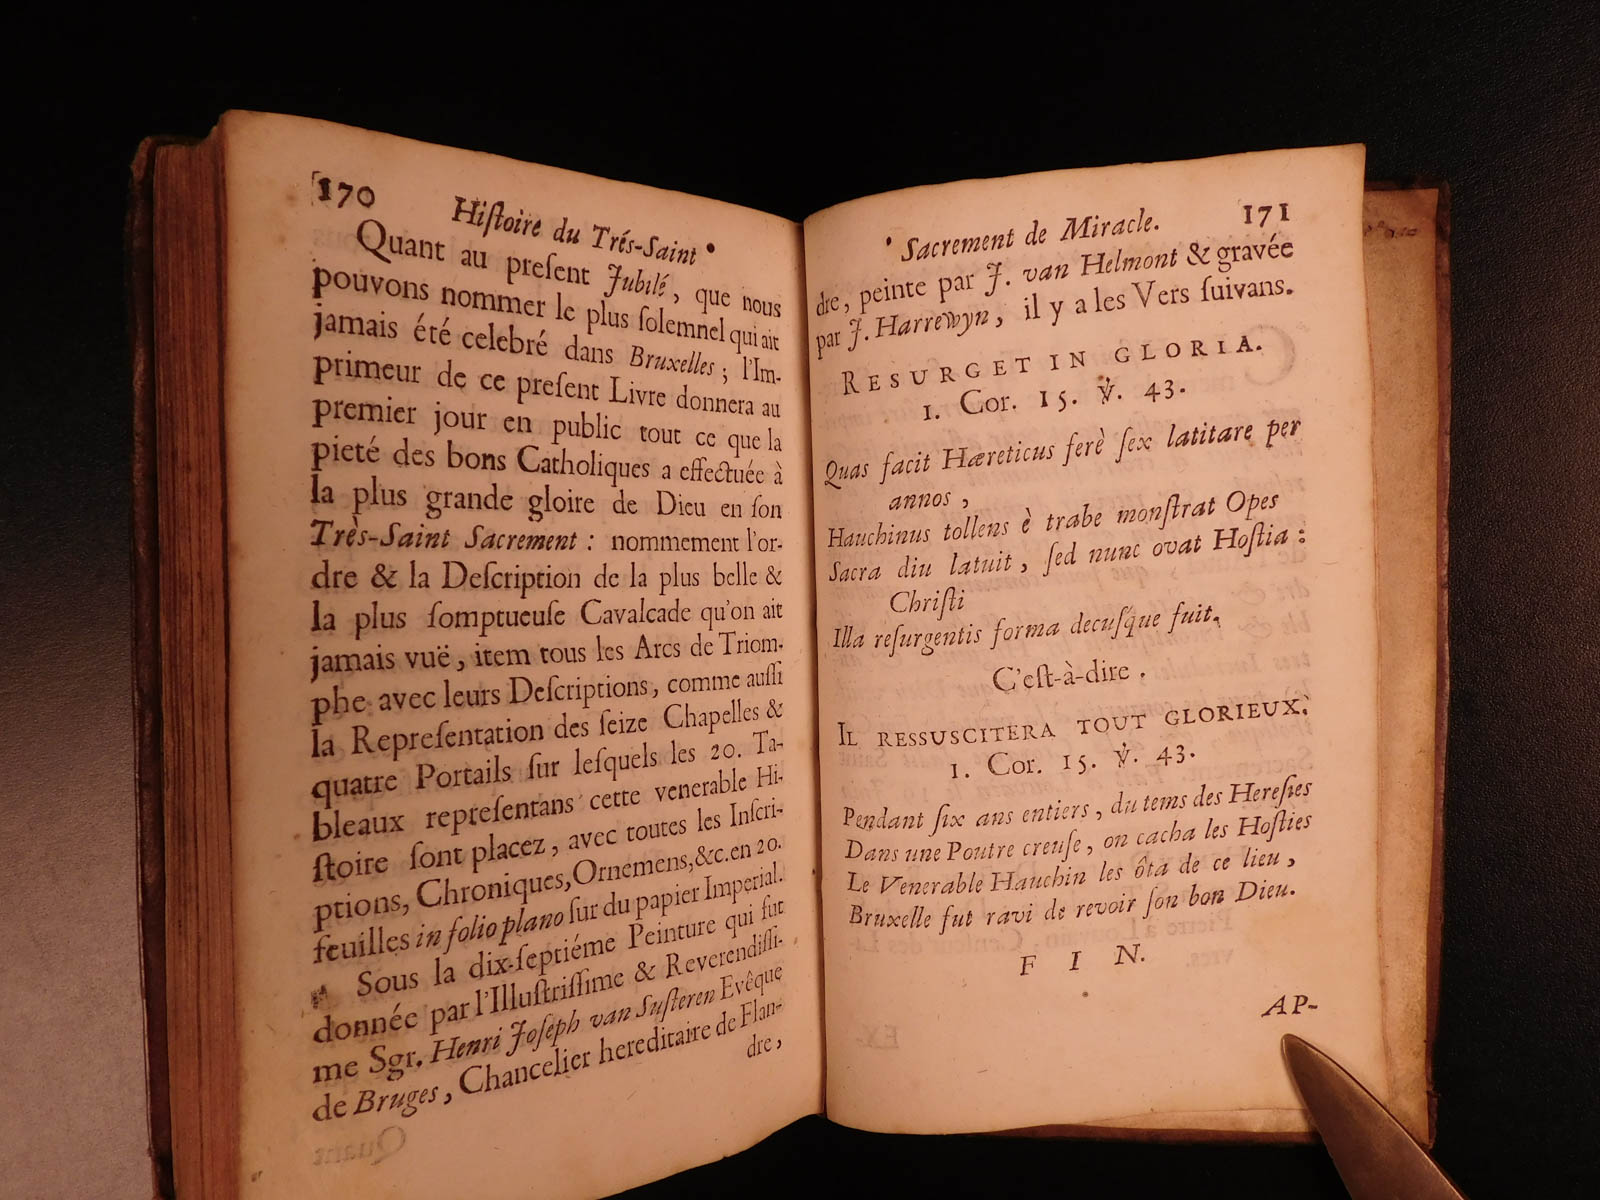 170
Hiſtoire du Trés-Saint
Quant au preſent Jubilé, que nous
pouvons nommer le plus ſolemnel qui ait
jamais été celebré dans Bruxelles; l'Im-
primeur de ce preſent Livre donnera au
premier jour en public tout ce que la
pieté des bons Catholiques a effectuée à
la plus grande gloire de Dieu en ſon
Très-Saint Sacrement: nommement l'or-
dre & la Deſcription de la plus belle &
la plus ſomptueuſe Cavalcade qu'on ait
jamais vuë, item tous les Arcs de Triom-
phe avec leurs Deſcriptions, comme auſſi
la Repreſentation des ſeize Chapelles &
quatre Portails ſur leſquels les 20. Ta-
bleaux repreſentans cette venerable Hi-
ſtoire ſont placez, avec toutes les Inſcri-
ptions, Chroniques, Ornemens, &c. en 20.
feuilles in folio plano ſur du papier Imperial.
Sous la dix-ſeptiéme Peinture qui fut
donnée par l'Illuſtriſſime & Reverendiſſi-
me Sgr. Henri Joſeph van Suſteren Evêque
de Bruges, Chancelier hereditaire de Flan-
dre,
Sacrement de Miracle.
171
dre, peinte par J. van Helmont & gravée
par J. Harrewyn, il y a les Vers ſuivans.
RESURGET IN GLORIA.
1. Cor. 15. ℣. 43.
Quas facit Hæreticus ferè ſex latitare per
annos,
Hauchinus tollens è trabe monſtrat Opes
Sacra diu latuit, ſed nunc ovat Hoſtia:
Chriſti
Illa reſurgentis forma decuſque fuit.
C'eſt-à-dire.
IL RESSUSCITERA TOUT GLORIEUX.
1. Cor. 15. ℣. 43.
Pendant ſix ans entiers, du tems des Hereſies
Dans une Poutre creuſe, on cacha les Hoſties
Le Venerable Hauchin les ôta de ce lieu,
Bruxelle fut ravi de revoir ſon bon Dieu.
FIN.
AP-